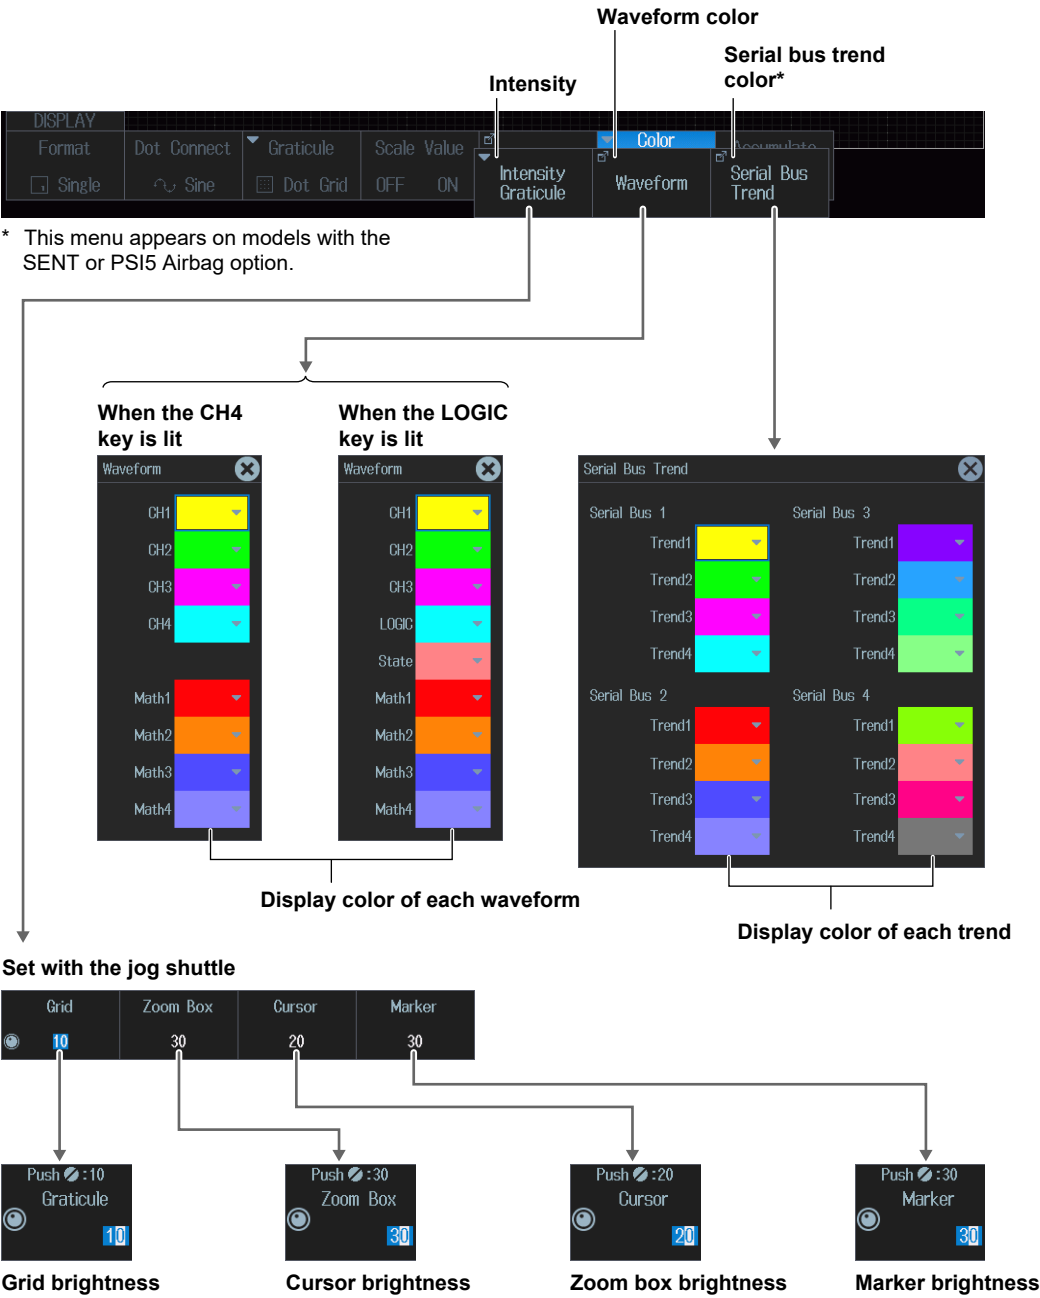 Waveform color
Serial bus trend
color*
Intensity
DISPLAY
Format
Single
Dot Connect
Sine
Graticule
Dot Grid
Scale Value
OFF ON
Color
Accumulate
Intensity
Graticule
Waveform
Serial Bus
Trend
* This menu appears on models with the
SENT or PSI5 Airbag option.
When the CH4
key is lit
Waveform
CH1
CH2
CH3
CH4
Math1
Math2
Math3
Math4
When the LOGIC
key is lit
Waveform
CH1
CH2
CH3
LOGIC
State
Math1
Math2
Math3
Math4
Display color of each waveform
Serial Bus Trend
Serial Bus 1
Trend1
Trend2
Trend3
Trend4
Serial Bus 2
Trend1
Trend2
Trend3
Trend4
Serial Bus 3
Trend1
Trend2
Trend3
Trend4
Serial Bus 4
Trend1
Trend2
Trend3
Trend4
Display color of each trend
Set with the jog shuttle
Grid Zoom Box Cursor Marker
10 30 20 30
Push :10
Graticule
10
Grid brightness
Push :30
Zoom Box
30
Cursor brightness
Push :20
Cursor
20
Zoom box brightness
Push :30
Marker
30
Marker brightness